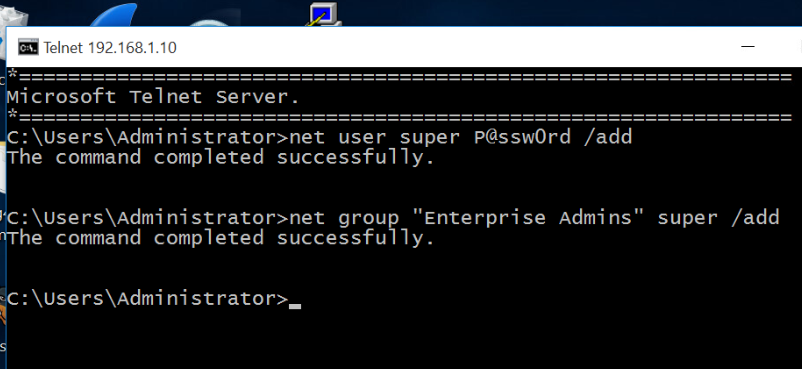 Telnet 192.168.1.10
*===============================================================
Microsoft Telnet Server.
*===============================================================
C:\Users\Administrator>net user super P@ssw0rd /add
The command completed successfully.
C:\Users\Administrator>net group "Enterprise Admins" super /add
The command completed successfully.
C:\Users\Administrator>